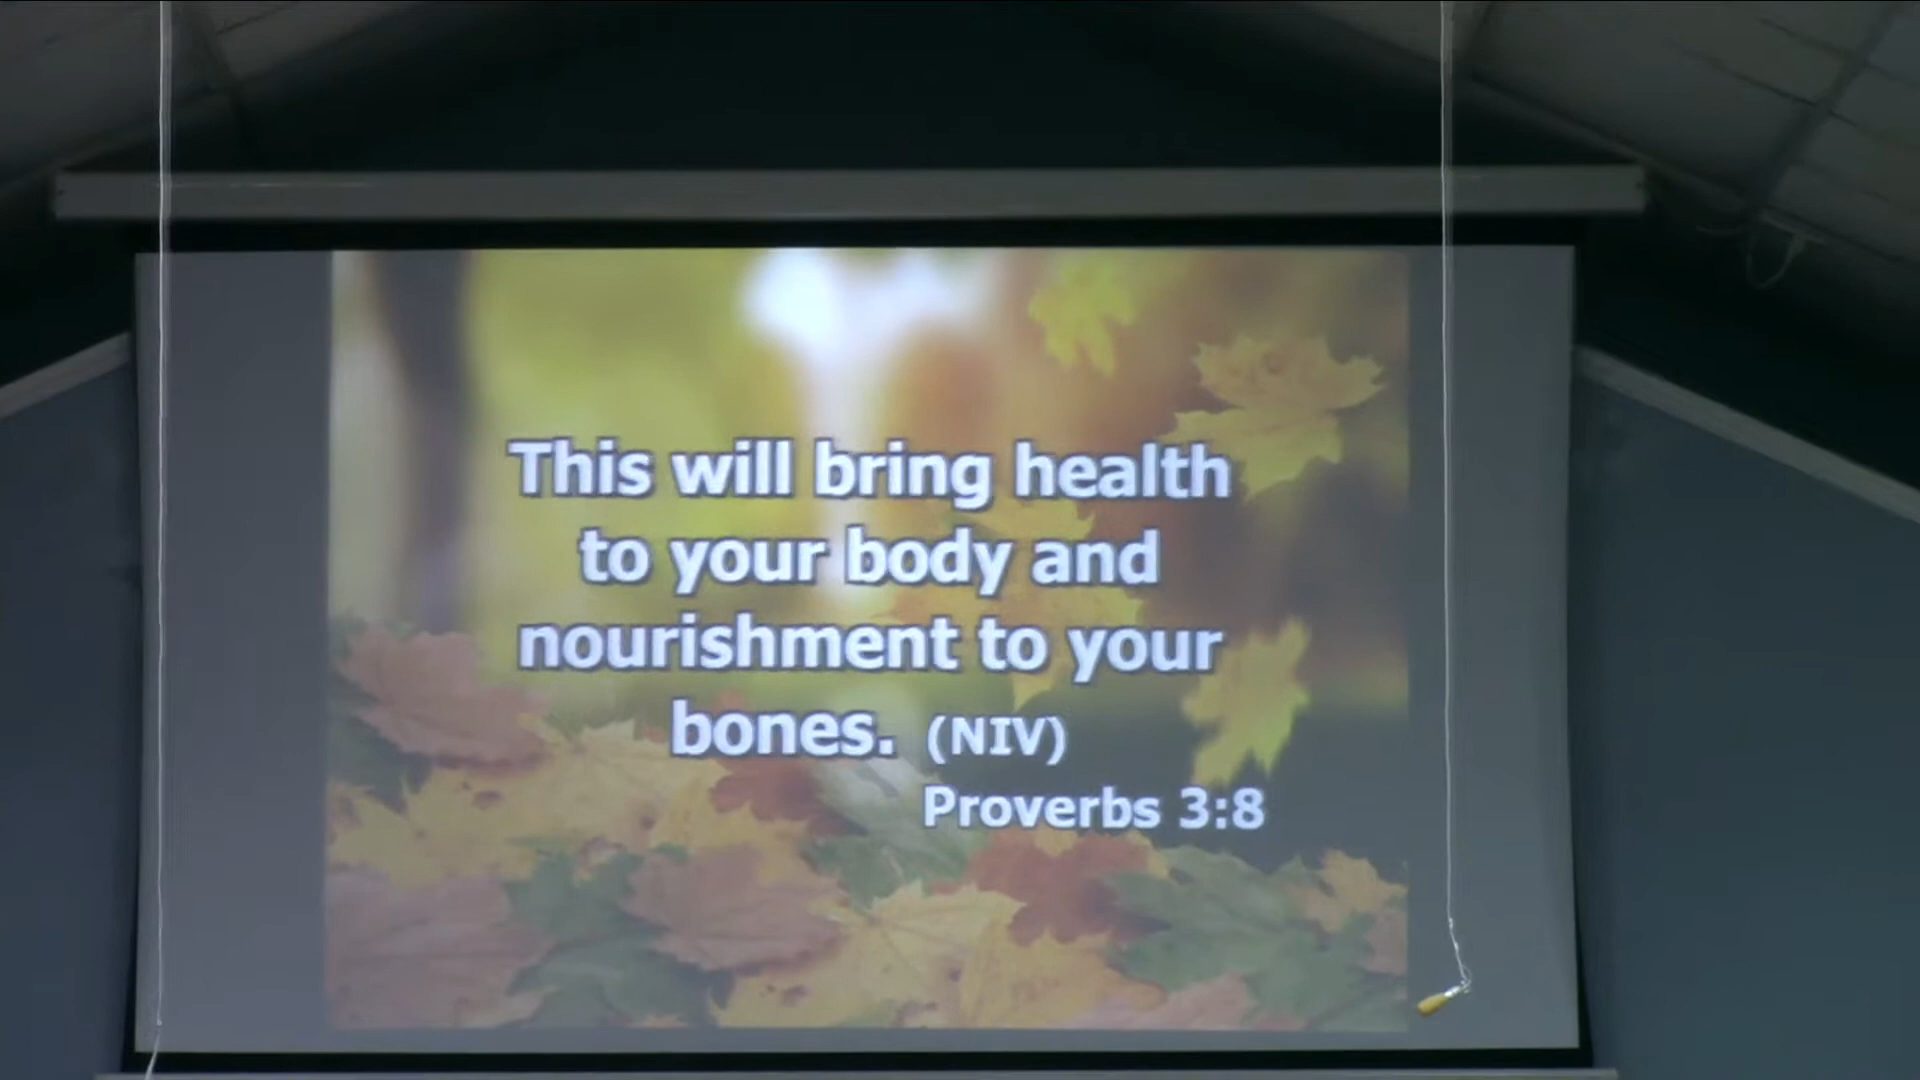 This will bring health
to your body and
nourishment to your
bones. (NIV)
Proverbs 3:8